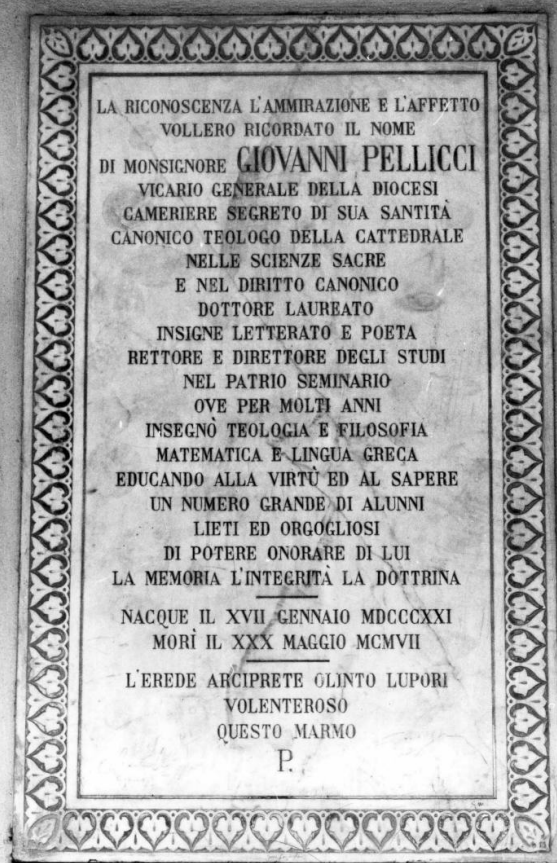 LA RICONOSCENZA L'AMMIRAZIONE E L'AFFETTO
VOLLERO RICORDATO IL NOME
DI MONSIGNORE GIOVANNI PELLICCI
VICARIO GENERALE DELLA DIOCESI
CAMERIERE SEGRETO DI SUA SANTITÀ
CANONICO TEOLOGO DELLA CATTEDRALE
NELLE SCIENZE SACRE
E NEL DIRITTO CANONICO
DOTTORE LAUREATO
INSIGNE LETTERATO E POETA
RETTORE E DIRETTORE DEGLI STUDI
NEL PATRIO SEMINARIO
OVE PER MOLTI ANNI
INSEGNÒ TEOLOGIA E FILOSOFIA
MATEMATICA E LINGUA GRECA
EDUCANDO ALLA VIRTÙ ED AL SAPERE
UN NUMERO GRANDE DI ALUNNI
LIETI ED ORGOGLIOSI
DI POTERE ONORARE DI LUI
LA MEMORIA L'INTEGRITÀ LA DOTTRINA
NACQUE IL XVII GENNAIO MDCCCXXI
MORÌ IL XXX MAGGIO MCMVII
L'EREDE ARCIPRETE OLINTO LUPORI
VOLENTEROSO
QUESTO MARMO
P.